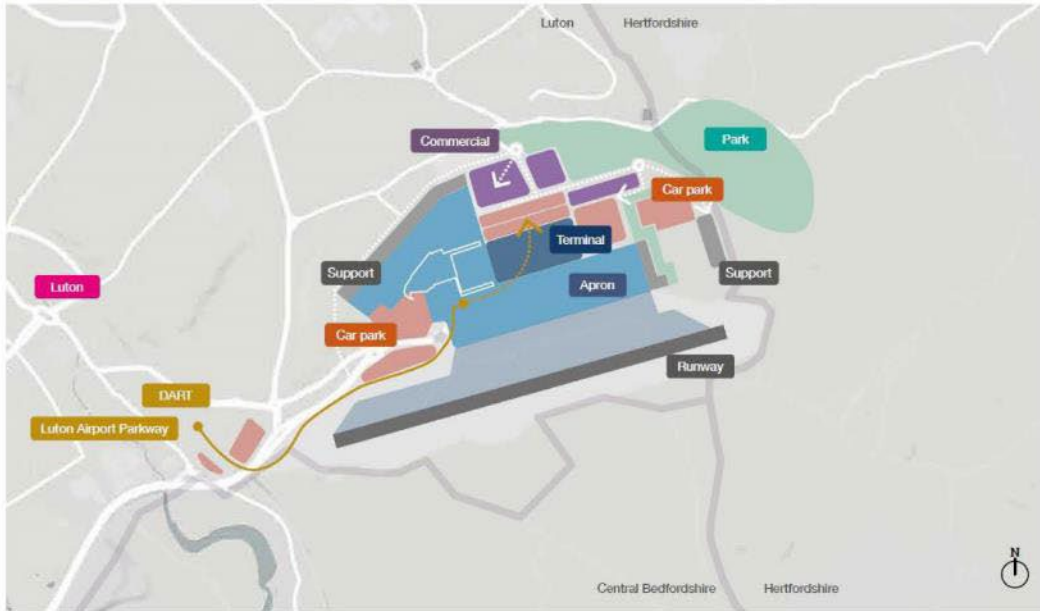 Luton
Hertfordshire
Commercial
Park
Car park
Terminal
Support
Support
Luton
Apron
Car park
Runway
DART
Luton Airport Parkway
N
Central Bedfordshire
Hertfordshire